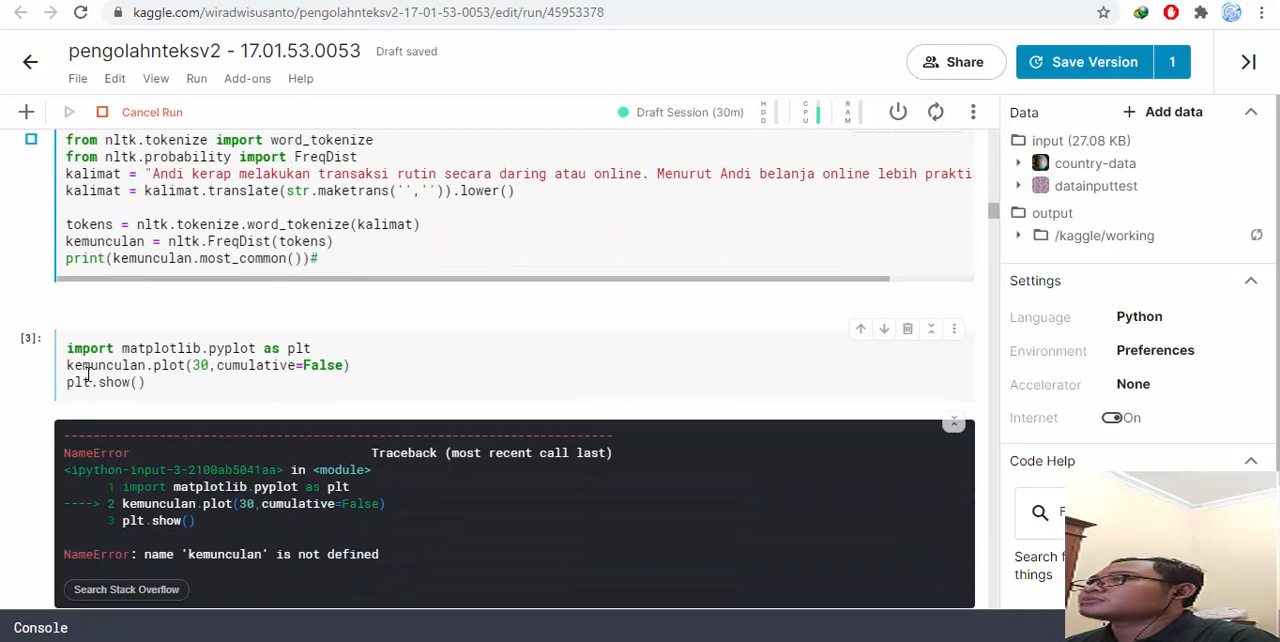 kaggle.com/wiradwisusanto/pengolahnteksv2-17-01-53-0053/edit/run/45953378
pengolahnteksv2 - 17.01.53.0053 Draft saved
File Edit View Run Add-ons Help
Share
Save Version 1
Cancel Run
Draft Session (30m)
HDD
CPU
RAM
from nltk.tokenize import word_tokenize
from nltk.probability import FreqDist
kalimat = "Andi kerap melakukan transaksi rutin secara daring atau online. Menurut Andi belanja online lebih prakti
kalimat = kalimat.translate(str.maketrans('','')).lower()
tokens = nltk.tokenize.word_tokenize(kalimat)
kemunculan = nltk.FreqDist(tokens)
print(kemunculan.most_common())#
[3]:
import matplotlib.pyplot as plt
kemunculan.plot(30,cumulative=False)
plt.show()
---------------------------------------------------------------------------
NameError Traceback (most recent call last)
<ipython-input-3-2100ab5041aa> in <module>
1 import matplotlib.pyplot as plt
----> 2 kemunculan.plot(30,cumulative=False)
3 plt.show()
NameError: name 'kemunculan' is not defined
Search Stack Overflow
Console
Data
Add data
input (27.08 KB)
country-data
datainputtest
output
/kaggle/working
Settings
Language Python
Environment Preferences
Accelerator None
Internet On
Code Help
Search f
things